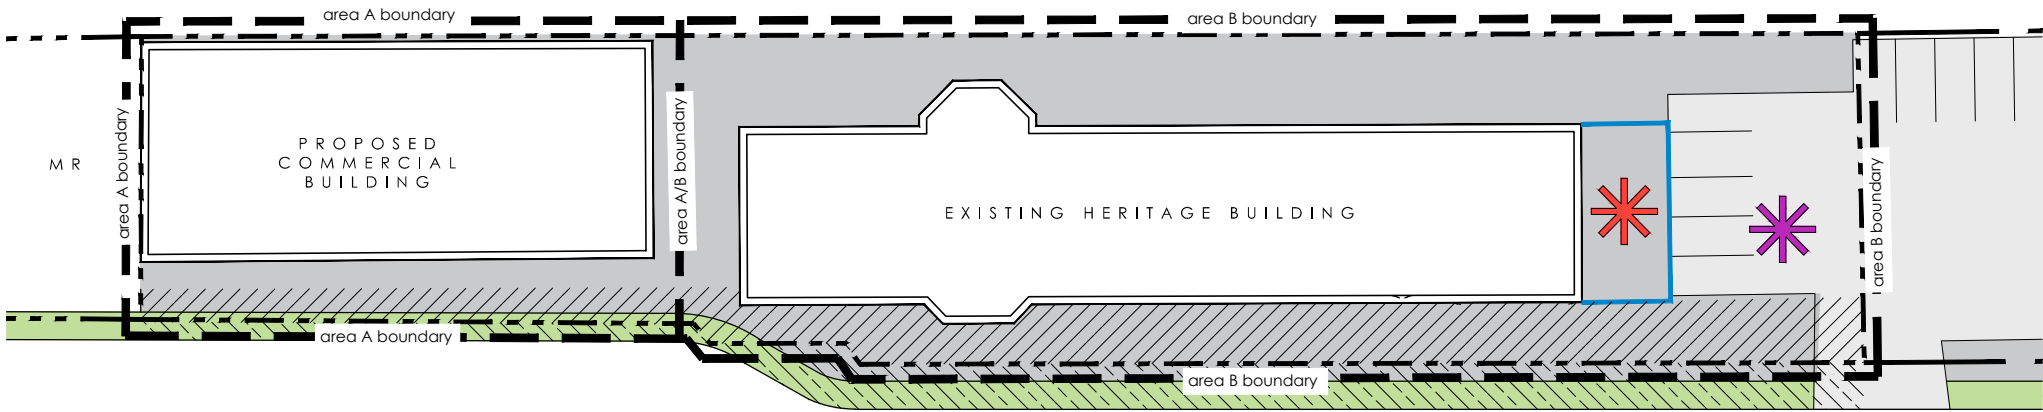 area A boundary
area B boundary
PROPOSED
COMMERCIAL
BUILDING
MR
area A boundary
area A/B boundary
EXISTING HERITAGE BUILDING
area B boundary
area A boundary
area B boundary